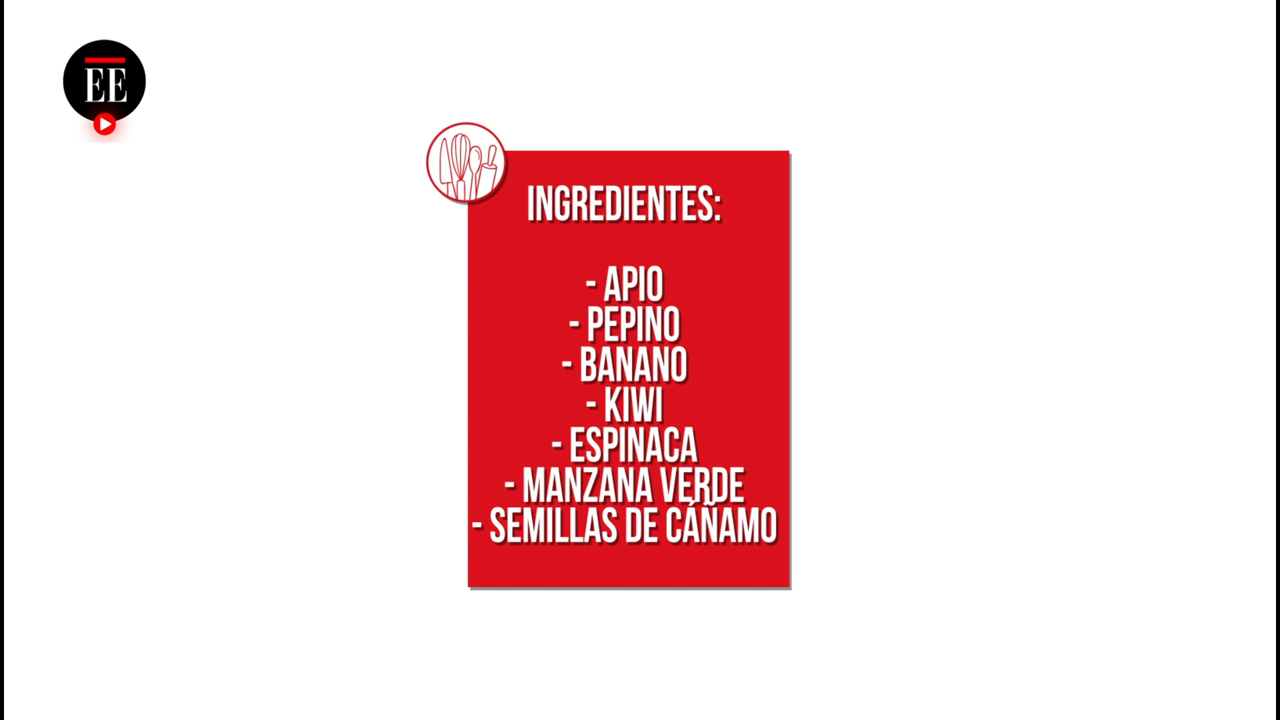 EE
INGREDIENTES:
- APIO
- PEPINO
- BANANO
- KIWI
- ESPINACA
- MANZANA VERDE
- SEMILLAS DE CÁÑAMO